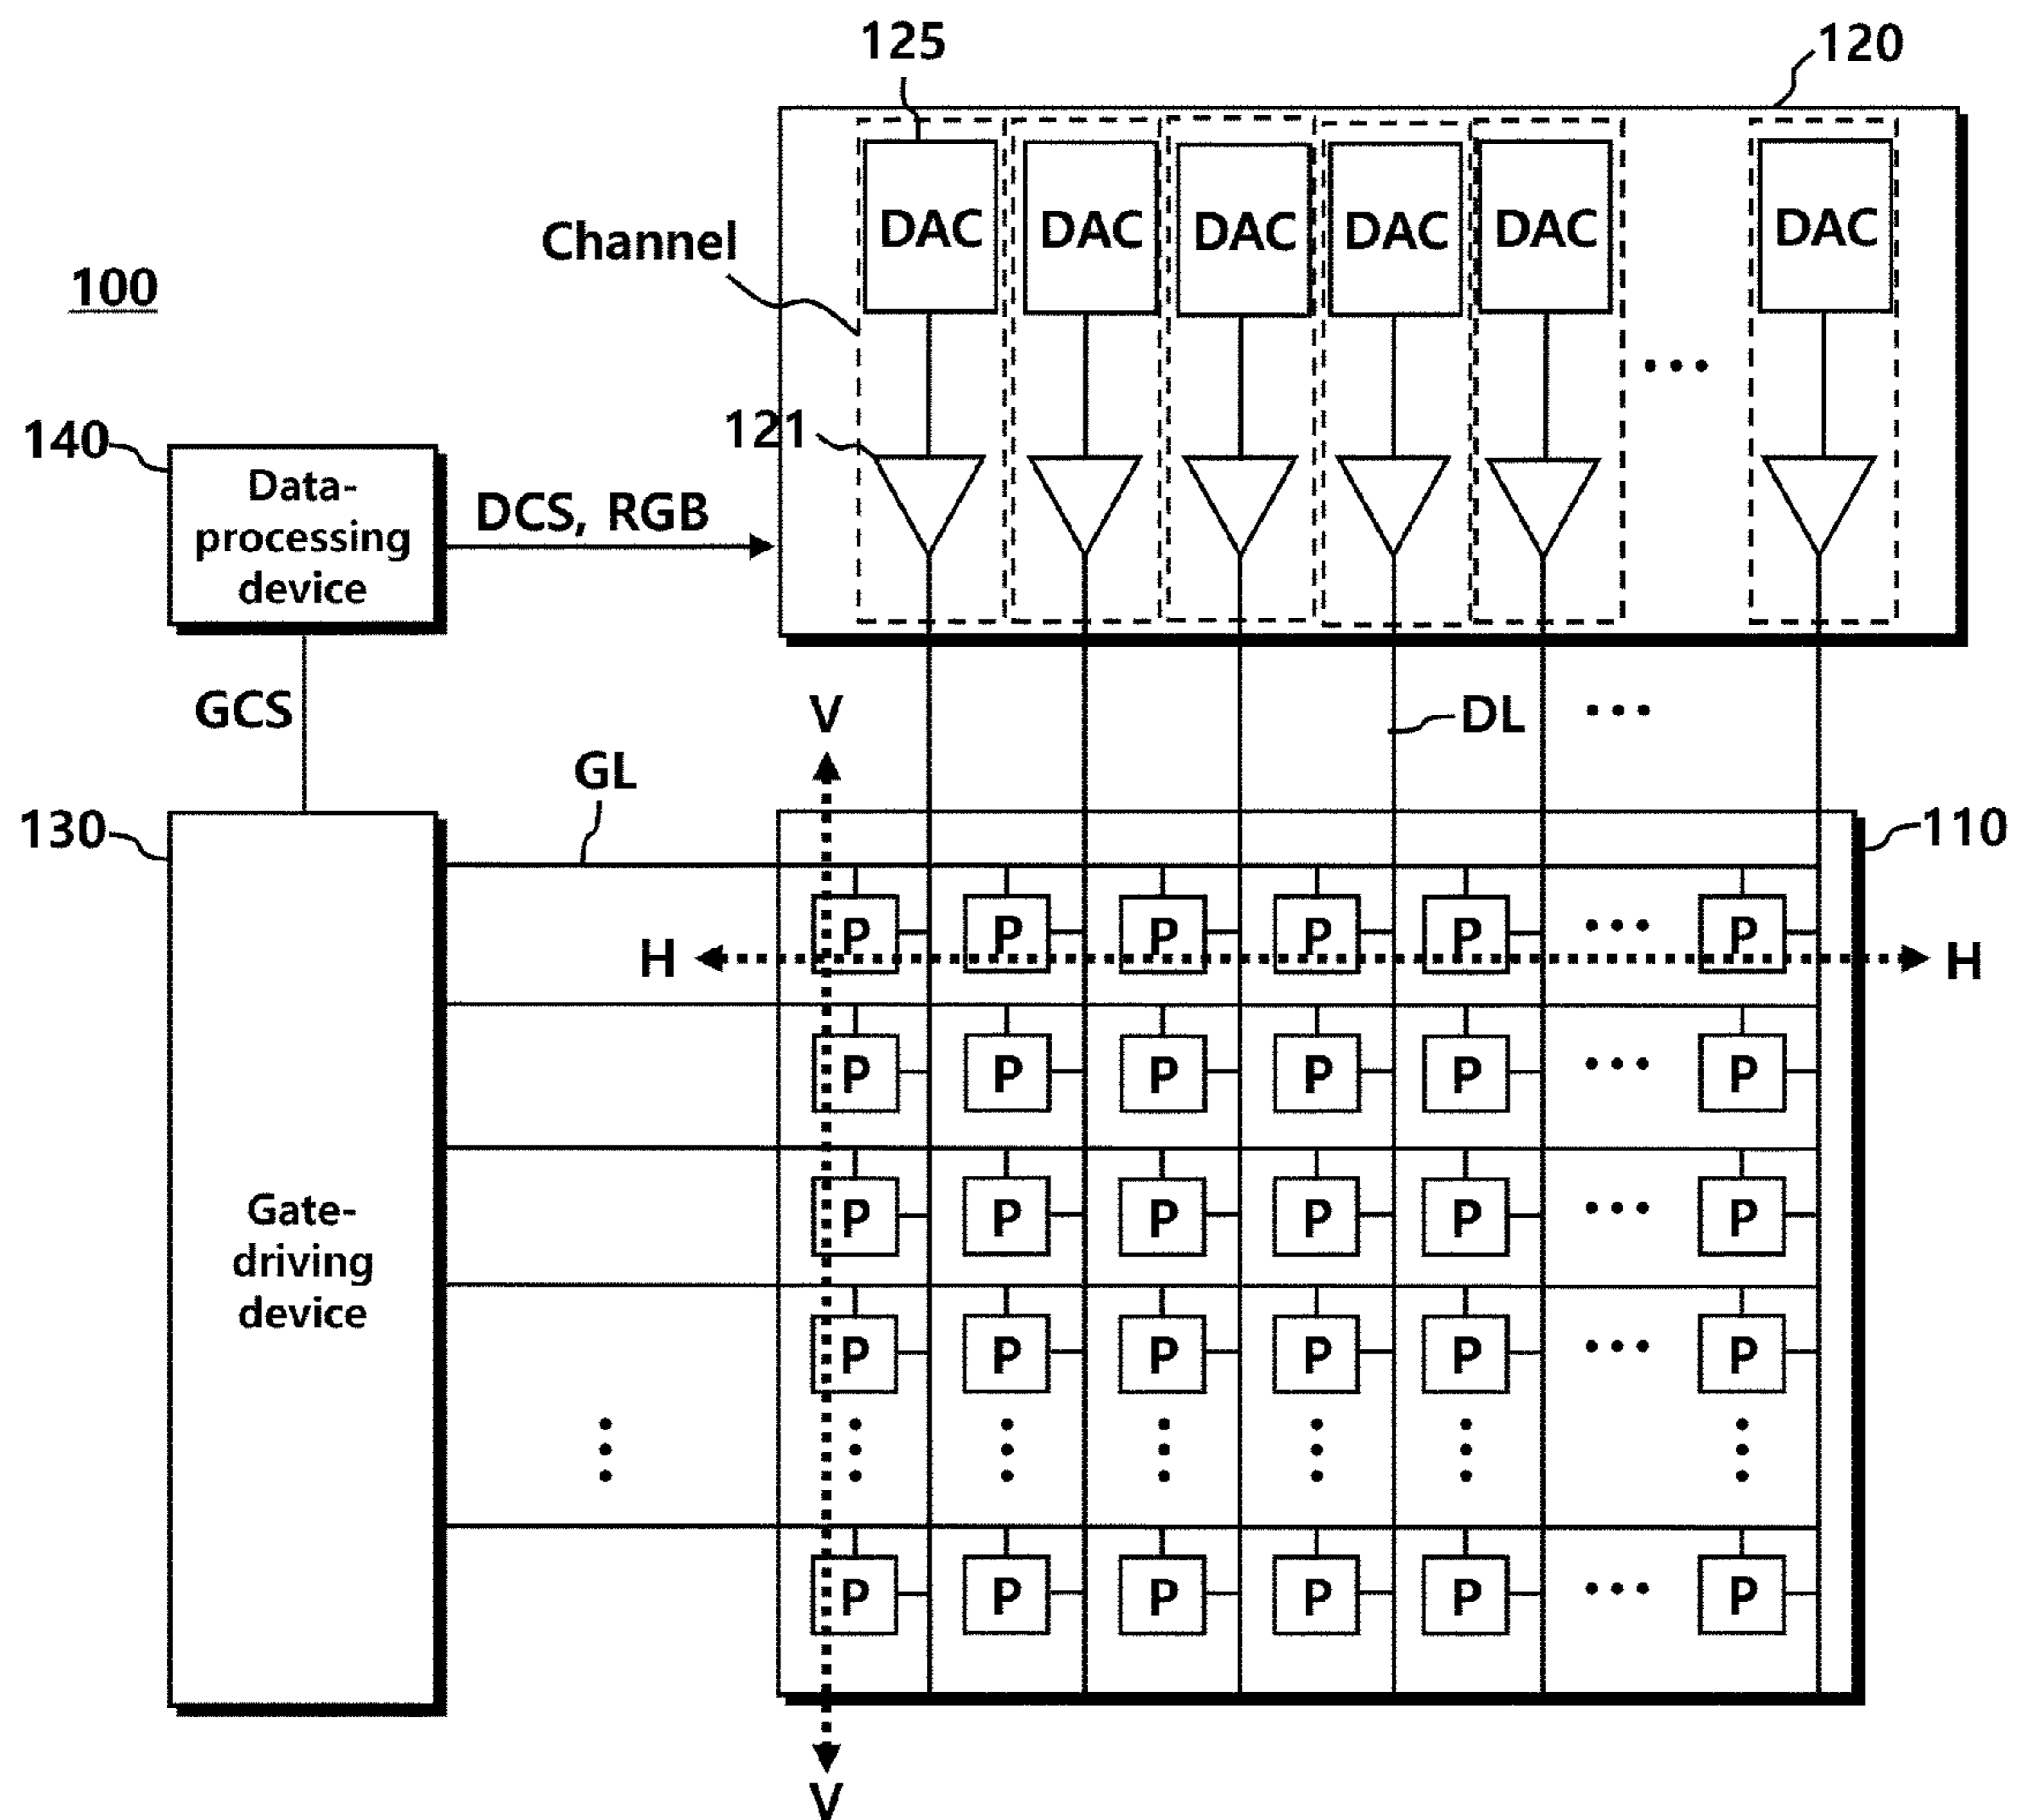 125
120
DAC DAC DAC DAC DAC ... DAC
Channel
100
121
140
Data-
processing
device
DCS, RGB
GCS
V
DL
...
GL
130
110
P P P P P ... P
H
H
P P P P P ... P
P P P P P ... P
Gate-
driving
device
P P P P P ... P
P P P P P ... P
V